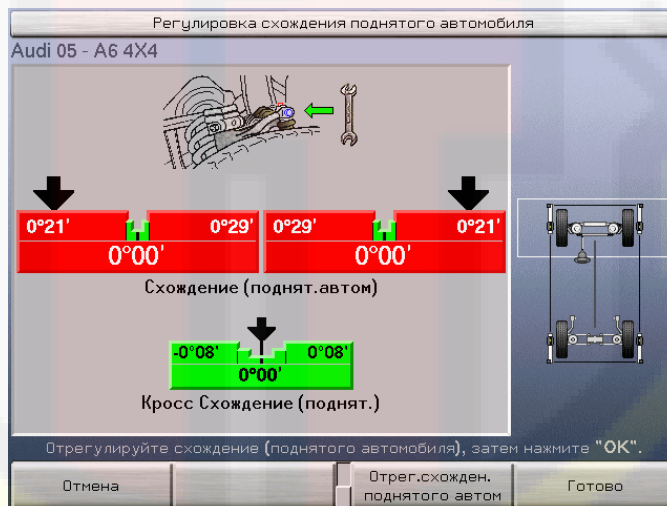 Регулировка схождения поднятого автомобиля
Audi 05 - A6 4X4
0°21' 0°29' 0°29' 0°21'
0°00' 0°00'
Схождение (поднят.автом)
-0°08' 0°08'
0°00'
Кросс Схождение (поднят.)
Отрегулируйте схождение (поднятого автомобиля), затем нажмите "OK".
Отмена
Отрег.схожден.
поднятого автом
Готово